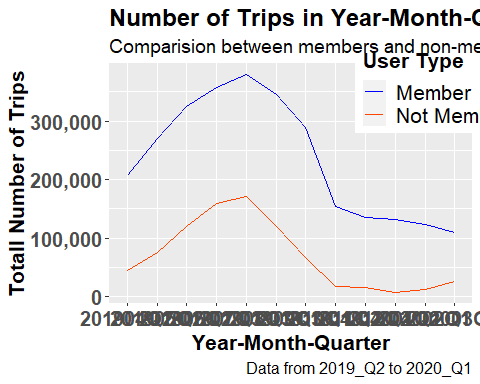 Number of Trips in Year-Month-Q
Comparision between members and non-me
User Type
Member
Not Mem
Totall Number of Trips
300,000
200,000
100,000
0
Year-Month-Quarter
Data from 2019_Q2 to 2020_Q1